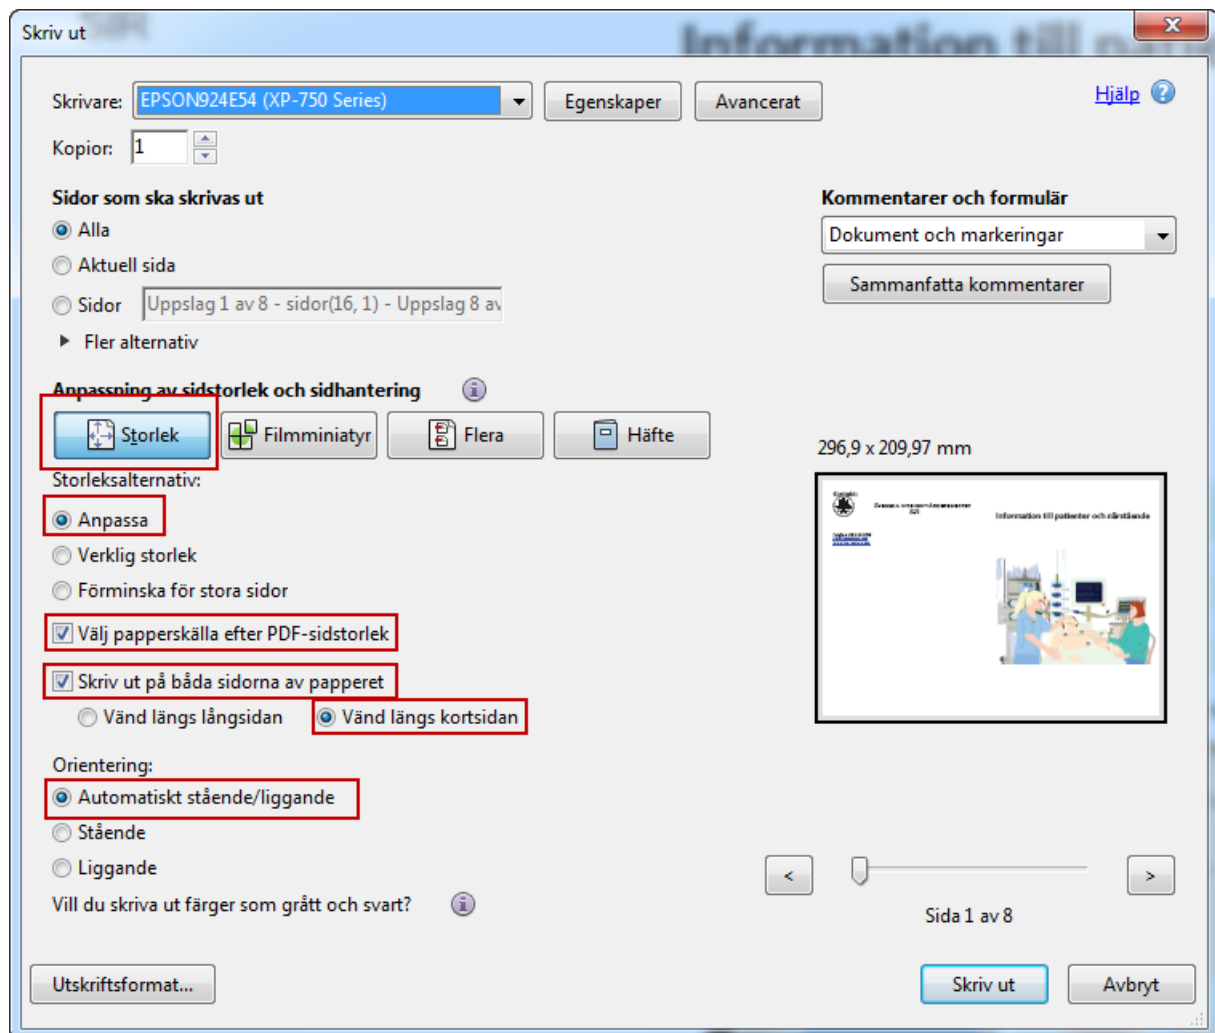 SIR
Information till patie
Skriv ut
Skrivare: EPSON924E54 (XP-750 Series) Egenskaper Avancerat Hjälp
Kopior: 1
Sidor som ska skrivas ut
Alla
Aktuell sida
Sidor Uppslag 1 av 8 - sidor(16, 1) - Uppslag 8 av
Fler alternativ
Kommentarer och formulär
Dokument och markeringar
Sammanfatta kommentarer
Anpassning av sidstorlek och sidhantering
Storlek Filmminiatyr Flera Häfte
Storleksalternativ:
Anpassa
Verklig storlek
Förminska för stora sidor
Välj papperskälla efter PDF-sidstorlek
Skriv ut på båda sidorna av papperet
Vänd längs långsidan Vänd längs kortsidan
Orientering:
Automatiskt stående/liggande
Stående
Liggande
Vill du skriva ut färger som grått och svart?
296,9 x 209,97 mm
Information till patienter och närstående
< >
Sida 1 av 8
Utskriftsformat... Skriv ut Avbryt